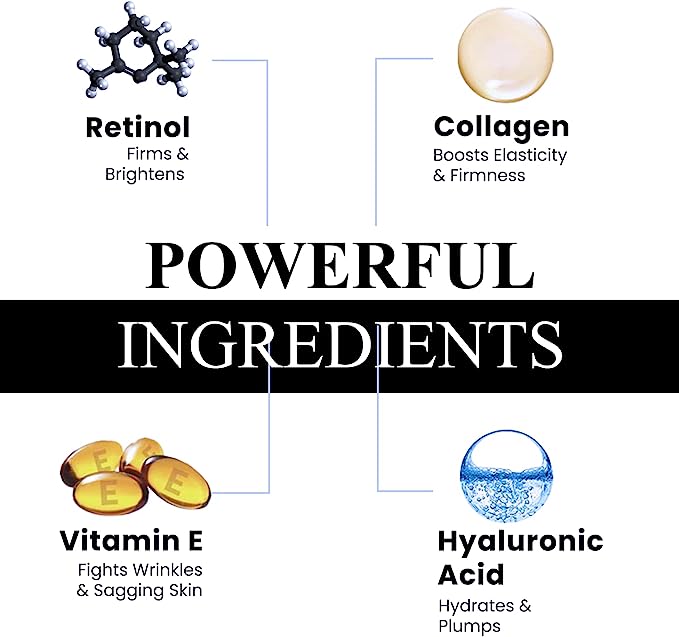 Retinol
Firms &
Brightens
Collagen
Boosts Elasticity
& Firmness
POWERFUL
INGREDIENTS
E
E
E
Vitamin E
Fights Wrinkles
& Sagging Skin
Hyaluronic
Acid
Hydrates &
Plumps